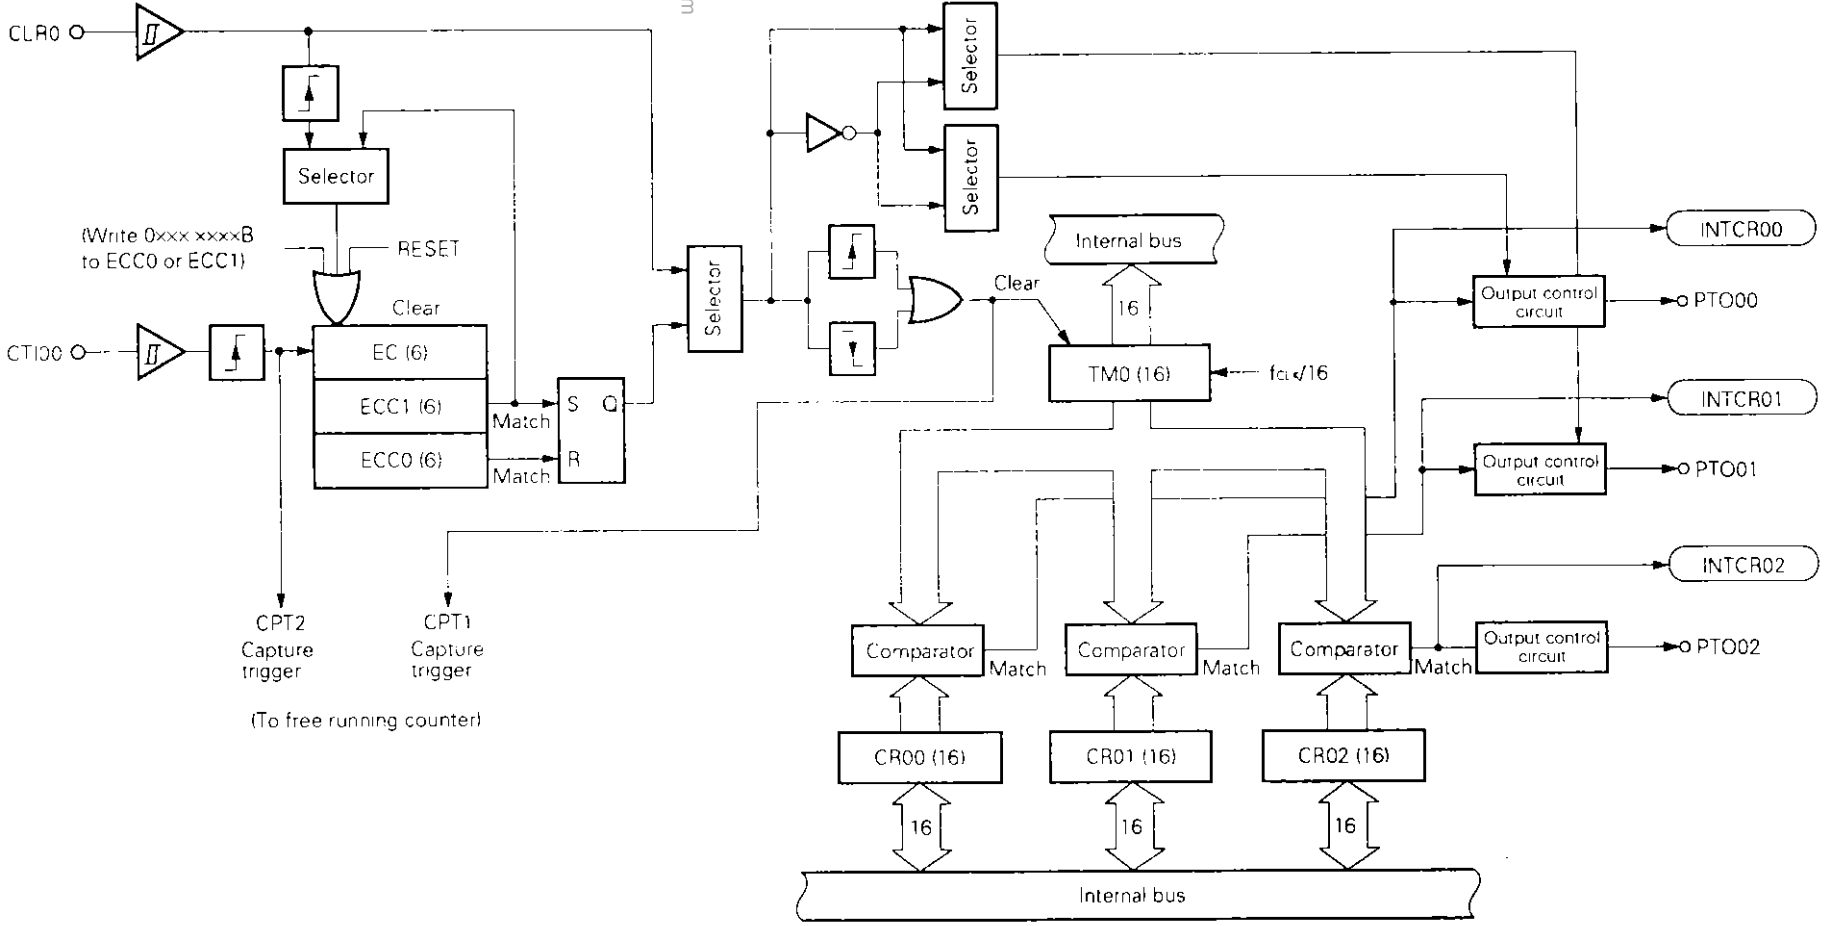 m
CLR0
Selector
(Write 0xxx xxxxB
to ECC0 or ECC1)
RESET
Clear
CTI00
EC (6)
ECC1 (6)
ECC0 (6)
Match
Match
S Q
R
CPT2
Capture
trigger
CPT1
Capture
trigger
(To free running counter)
Selector
Selector
Selector
Internal bus
16
Clear
TM0 (16)
fCLK/16
INTCR00
Output control
circuit
PTO00
INTCR01
Output control
circuit
PTO01
INTCR02
Output control
circuit
PTO02
Comparator
Match
Comparator
Match
Comparator
Match
CR00 (16)
CR01 (16)
CR02 (16)
16
16
16
Internal bus